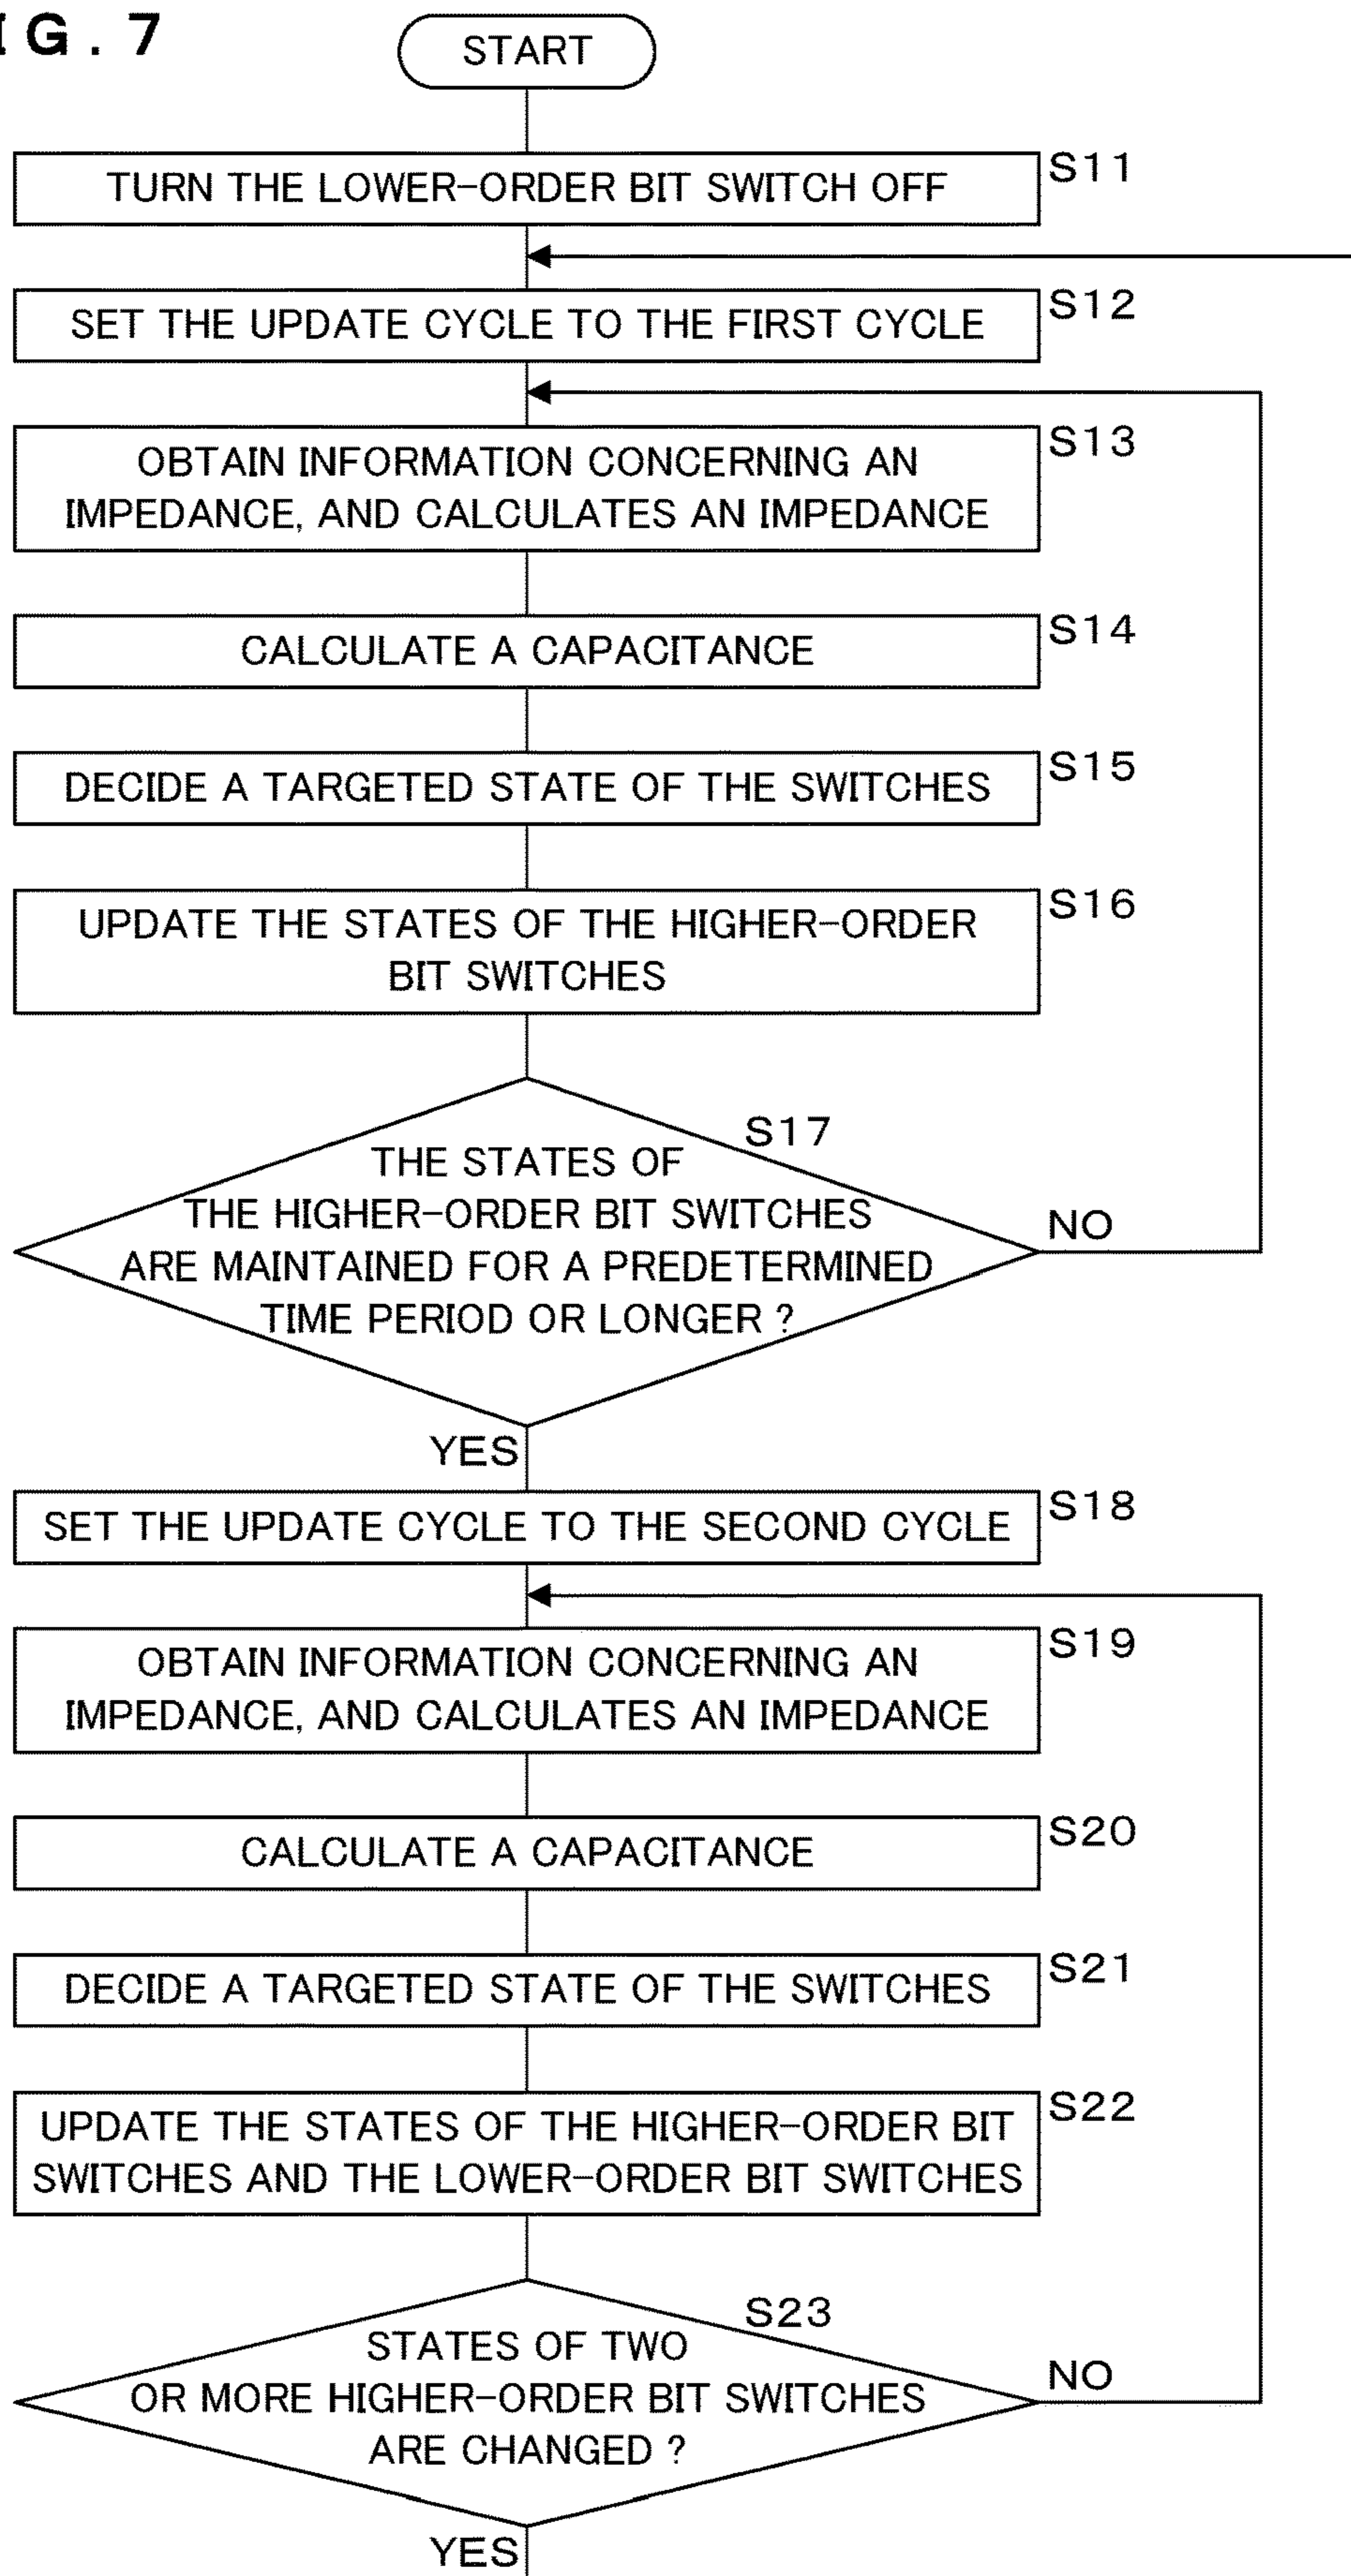 IG. 7
START
TURN THE LOWER-ORDER BIT SWITCH OFF
S11
SET THE UPDATE CYCLE TO THE FIRST CYCLE
S12
OBTAIN INFORMATION CONCERNING AN
IMPEDANCE, AND CALCULATES AN IMPEDANCE
S13
CALCULATE A CAPACITANCE
S14
DECIDE A TARGETED STATE OF THE SWITCHES
S15
UPDATE THE STATES OF THE HIGHER-ORDER
BIT SWITCHES
S16
S17
THE STATES OF
THE HIGHER-ORDER BIT SWITCHES
ARE MAINTAINED FOR A PREDETERMINED
TIME PERIOD OR LONGER ?
NO
YES
SET THE UPDATE CYCLE TO THE SECOND CYCLE
S18
OBTAIN INFORMATION CONCERNING AN
IMPEDANCE, AND CALCULATES AN IMPEDANCE
S19
CALCULATE A CAPACITANCE
S20
DECIDE A TARGETED STATE OF THE SWITCHES
S21
UPDATE THE STATES OF THE HIGHER-ORDER BIT
SWITCHES AND THE LOWER-ORDER BIT SWITCHES
S22
S23
STATES OF TWO
OR MORE HIGHER-ORDER BIT SWITCHES
ARE CHANGED ?
NO
YES